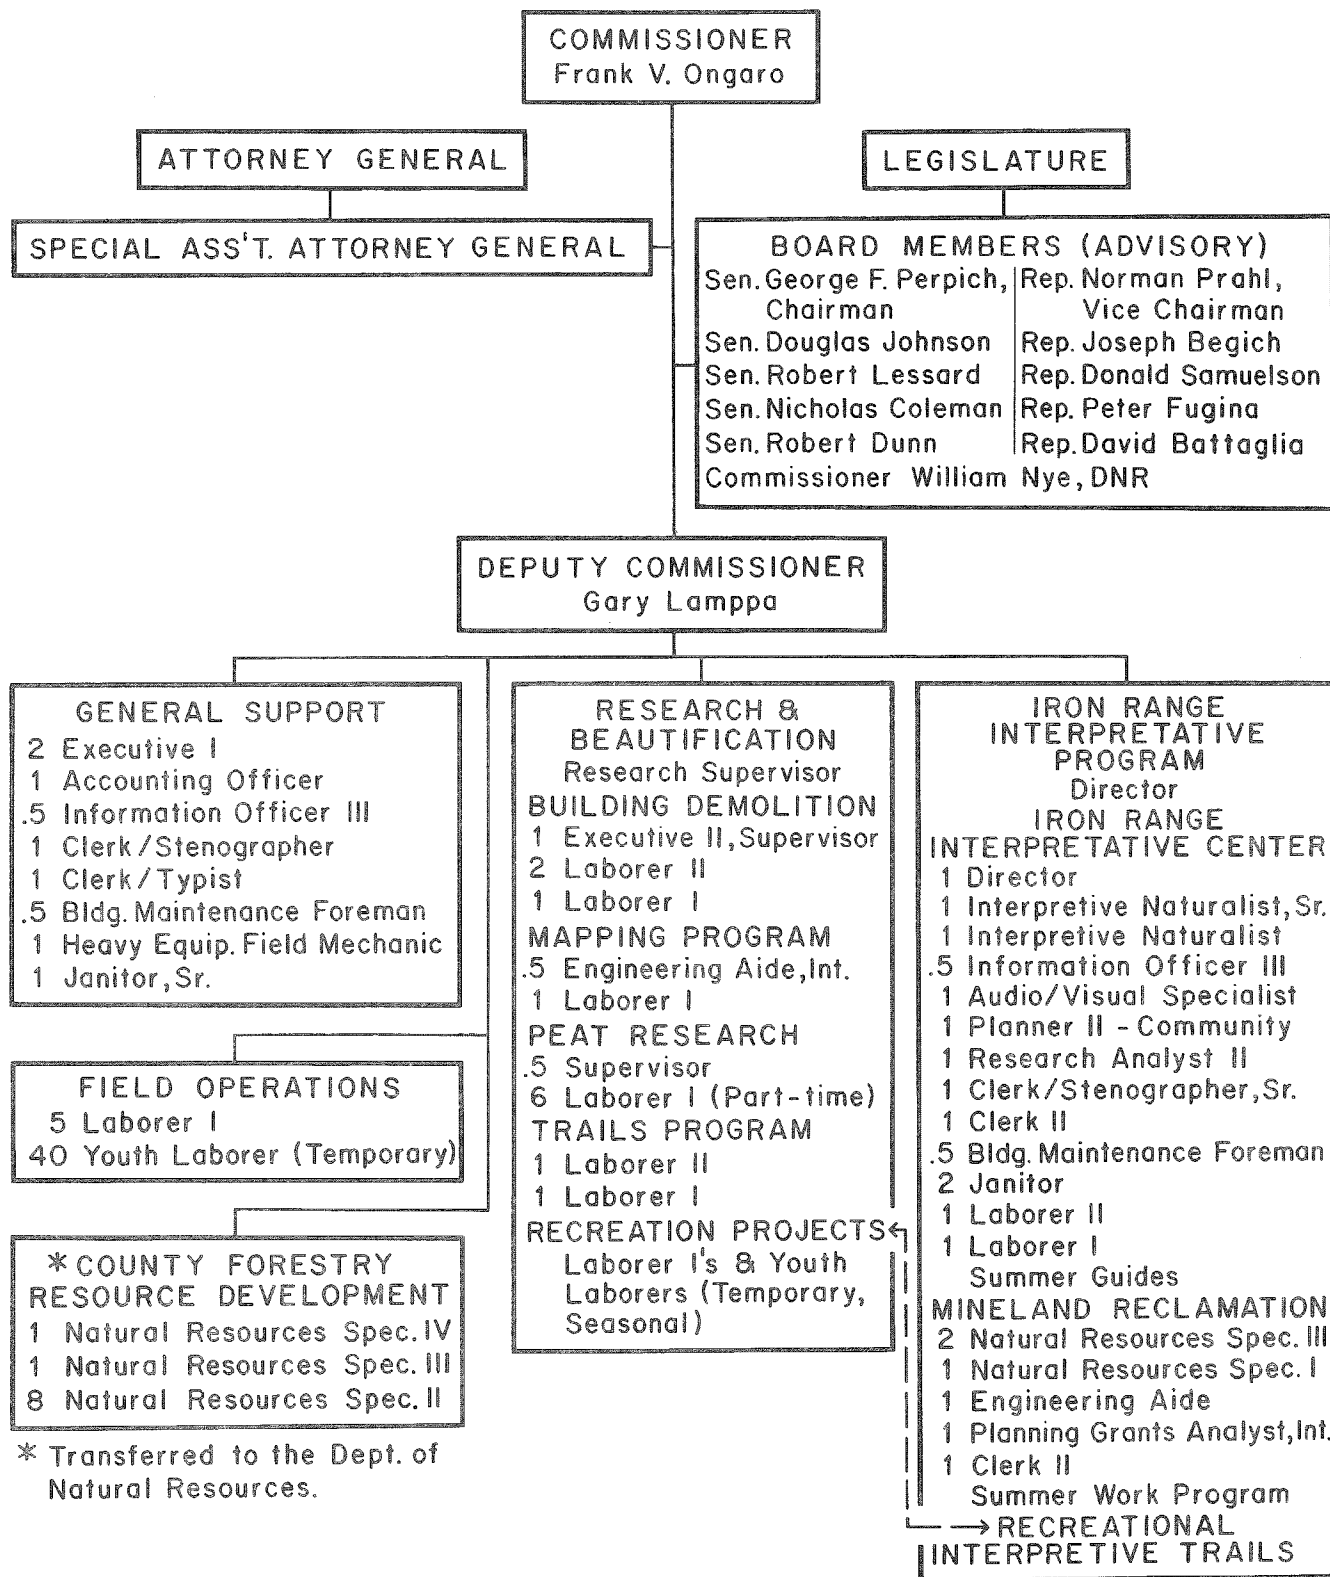 COMMISSIONER
Frank V. Ongaro
ATTORNEY GENERAL
SPECIAL ASS'T. ATTORNEY GENERAL
LEGISLATURE
BOARD MEMBERS (ADVISORY)
Sen. George F. Perpich,
Chairman
Sen. Douglas Johnson
Sen. Robert Lessard
Sen. Nicholas Coleman
Sen. Robert Dunn
Rep. Norman Prahl,
Vice Chairman
Rep. Joseph Begich
Rep. Donald Samuelson
Rep. Peter Fugina
Rep. David Battaglia
Commissioner William Nye, DNR
DEPUTY COMMISSIONER
Gary Lamppa
GENERAL SUPPORT
2 Executive I
1 Accounting Officer
.5 Information Officer III
1 Clerk/Stenographer
1 Clerk/Typist
.5 Bldg. Maintenance Foreman
1 Heavy Equip. Field Mechanic
1 Janitor, Sr.
FIELD OPERATIONS
5 Laborer I
40 Youth Laborer (Temporary)
* COUNTY FORESTRY
RESOURCE DEVELOPMENT
1 Natural Resources Spec. IV
1 Natural Resources Spec. III
8 Natural Resources Spec. II
* Transferred to the Dept. of
Natural Resources.
RESEARCH &
BEAUTIFICATION
Research Supervisor
BUILDING DEMOLITION
1 Executive II, Supervisor
2 Laborer II
1 Laborer I
MAPPING PROGRAM
.5 Engineering Aide, Int.
1 Laborer I
PEAT RESEARCH
.5 Supervisor
6 Laborer I (Part-time)
TRAILS PROGRAM
1 Laborer II
1 Laborer I
RECREATION PROJECTS
Laborer I's & Youth
Laborers (Temporary,
Seasonal)
IRON RANGE
INTERPRETATIVE
PROGRAM
Director
IRON RANGE
INTERPRETATIVE CENTER
1 Director
1 Interpretive Naturalist, Sr.
1 Interpretive Naturalist
.5 Information Officer III
1 Audio/Visual Specialist
1 Planner II - Community
1 Research Analyst II
1 Clerk/Stenographer, Sr.
1 Clerk II
.5 Bldg. Maintenance Foreman
2 Janitor
1 Laborer II
1 Laborer I
Summer Guides
MINELAND RECLAMATION
2 Natural Resources Spec. III
1 Natural Resources Spec. I
1 Engineering Aide
1 Planning Grants Analyst, Int.
1 Clerk II
Summer Work Program
RECREATIONAL
INTERPRETIVE TRAILS